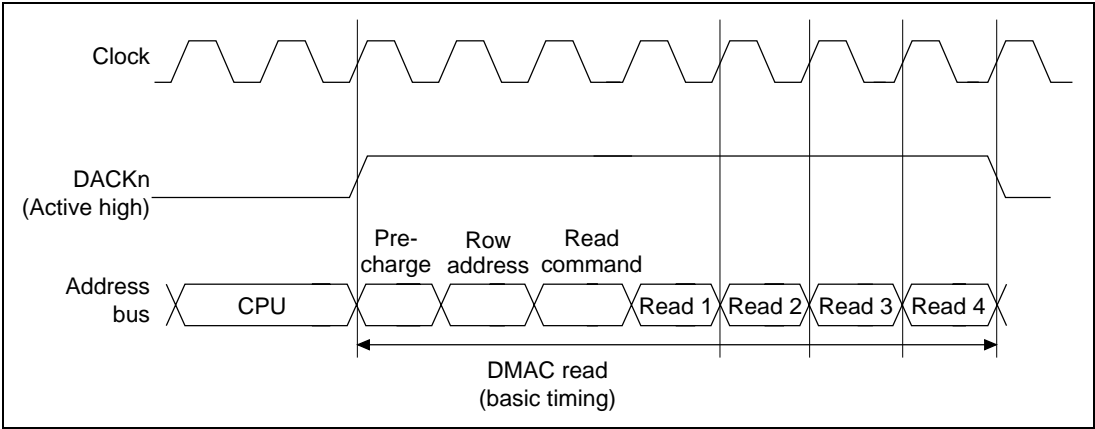 Clock
DACKn
(Active high)
Pre-
charge
Row
address
Read
command
Address
bus
CPU
Read 1
Read 2
Read 3
Read 4
DMAC read
(basic timing)